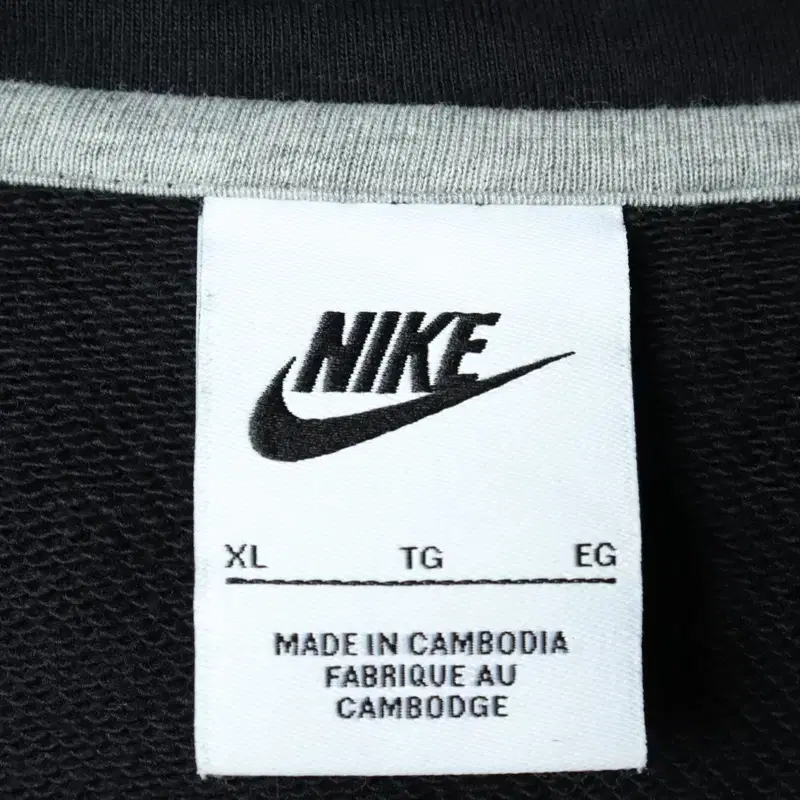 NIKE
XL TG EG
MADE IN CAMBODIA
FABRIQUE AU
CAMBODGE